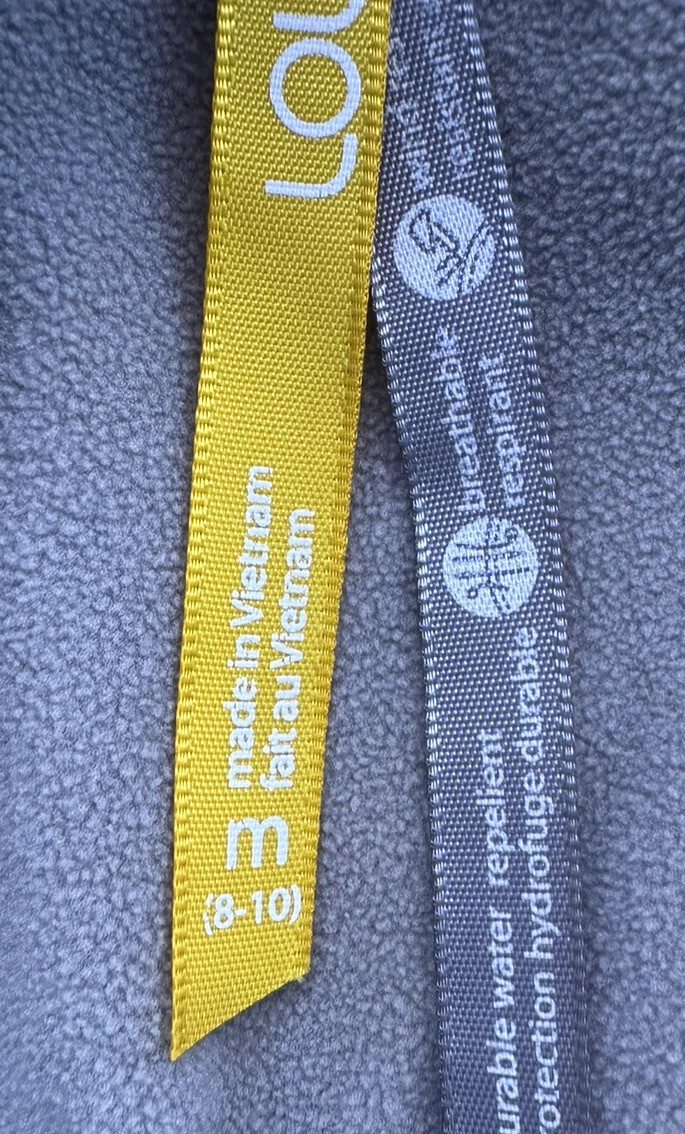 LOU
made in Vietnam
fait au Vietnam
m
(8-10)
breathable
respirant
urable water repellent
rotection hydrofuge durable